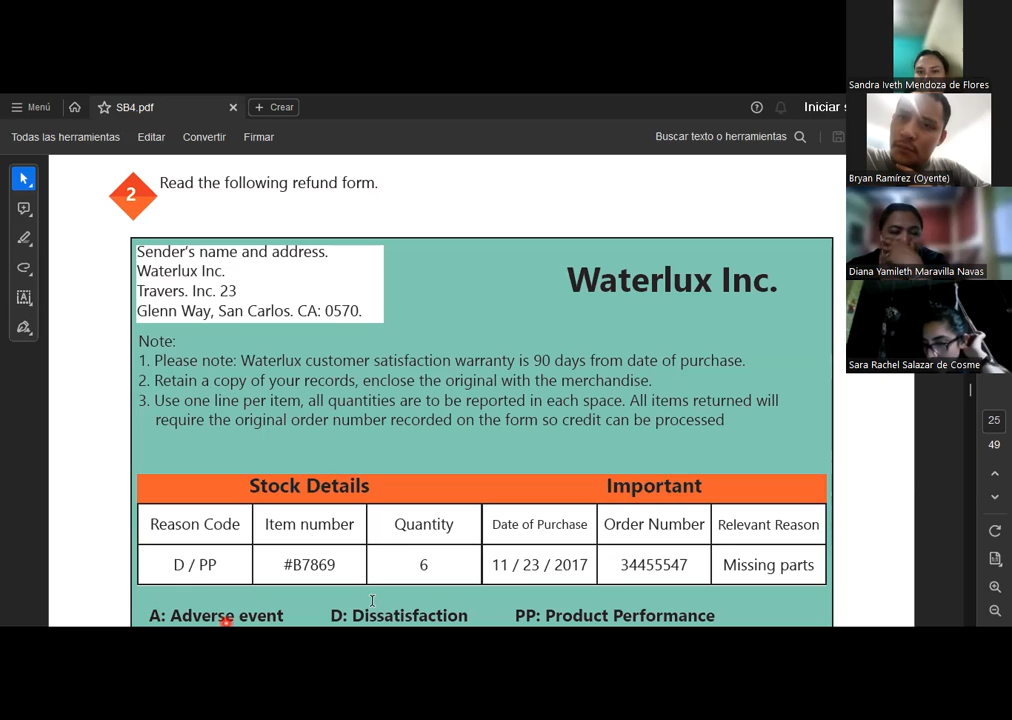 Sandra Iveth Mendoza de Flores
Menú
SB4.pdf
Crear
Iniciar s
Todas las herramientas
Editar
Convertir
Firmar
Buscar texto o herramientas
Bryan Ramírez (Oyente)
2
Read the following refund form.
Sender's name and address.
Waterlux Inc.
Travers. Inc. 23
Glenn Way, San Carlos. CA: 0570.
Waterlux Inc.
Diana Yamileth Maravilla Navas
Note:
1. Please note: Waterlux customer satisfaction warranty is 90 days from date of purchase.
2. Retain a copy of your records, enclose the original with the merchandise.
3. Use one line per item, all quantities are to be reported in each space. All items returned will
require the original order number recorded on the form so credit can be processed
Sara Rachel Salazar de Cosme
25
49
Stock Details Important
Reason Code Item number Quantity Date of Purchase Order Number Relevant Reason
D / PP #B7869 6 11 / 23 / 2017 34455547 Missing parts
A: Adverse event D: Dissatisfaction PP: Product Performance